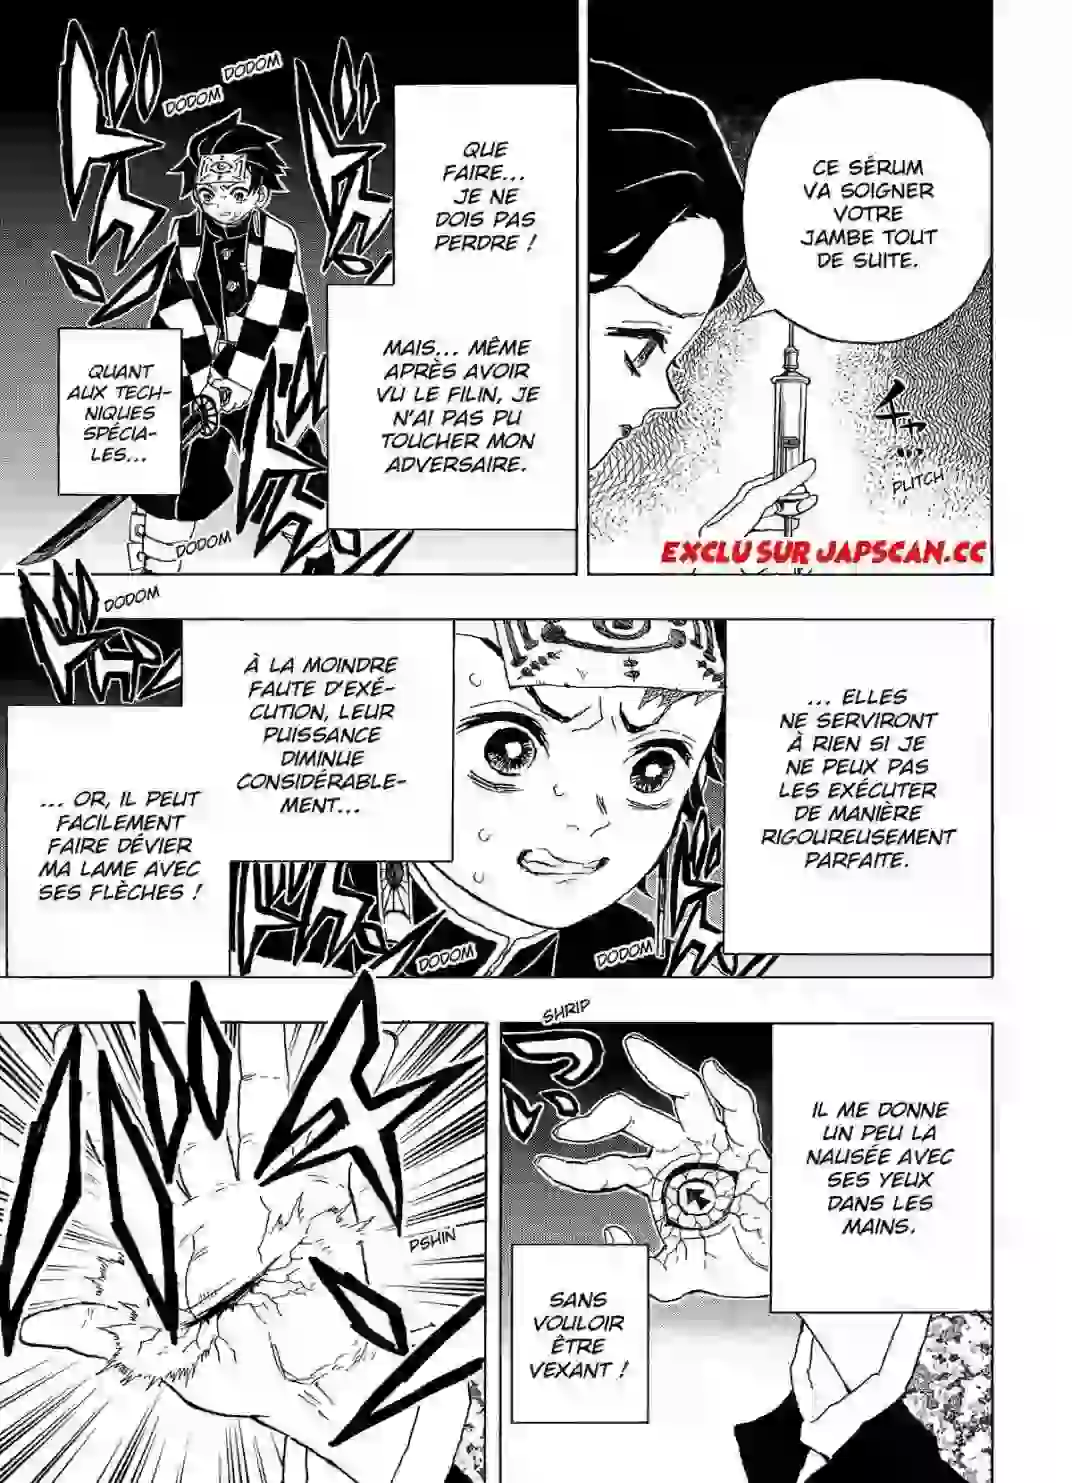 CE SÉRUM
VA SOIGNER
VOTRE
JAMBE TOUT
DE SUITE.
チャ…
PLITCH
EXCLU SUR JAPSCAN.CC
QUE
FAIRE...
JE NE
DOIS PAS
PERDRE !
MAIS... MÊME
APRÈS AVOIR
VU LE FILIN, JE
N'AI PAS PU
TOUCHER MON
ADVERSAIRE.
DODOM
DODOM
QUANT
AUX TECH-
NIQUES
SPÉCIA-
LES...
DODOM
... ELLES
NE SERVIRONT
À RIEN SI JE
NE PEUX PAS
LES EXÉCUTER
DE MANIÈRE
RIGOUREUSEMENT
PARFAITE.
À LA MOINDRE
FAUTE D'EXÉ-
CUTION, LEUR
PUISSANCE
DIMINUE
CONSIDÉRABLE-
MENT...
DODOM
... OR, IL PEUT
FACILEMENT
FAIRE DÉVIER
MA LAME AVEC
SES FLÈCHES !
DODOM
DODOM
SHRIP
IL ME DONNE
UN PEU LA
NAUSÉE AVEC
SES YEUX
DANS LES
MAINS.
SANS
VOULOIR
ÊTRE
VEXANT !
PSHIN